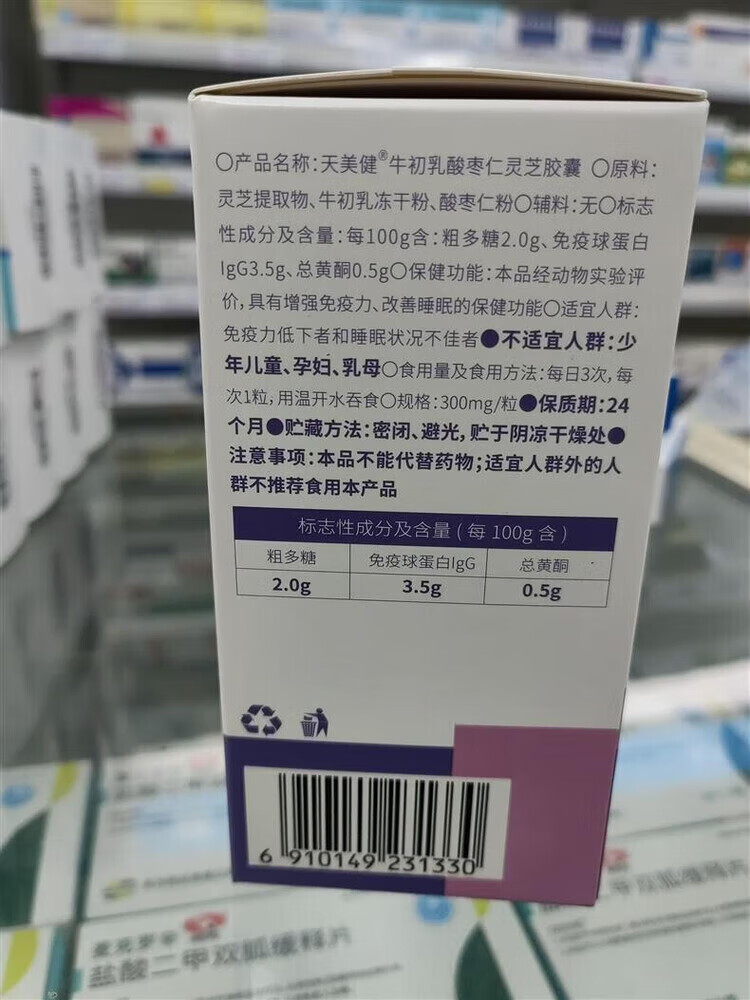 〇产品名称:天美健®牛初乳酸枣仁灵芝胶囊 〇原料:
灵芝提取物、牛初乳冻干粉、酸枣仁粉〇辅料:无〇标志
性成分及含量:每100g含:粗多糖2.0g、免疫球蛋白
IgG3.5g、总黄酮0.5g〇保健功能:本品经动物实验评
价,具有增强免疫力、改善睡眠的保健功能〇适宜人群:
免疫力低下者和睡眠状况不佳者●不适宜人群:少
年儿童、孕妇、乳母〇食用量及食用方法:每日3次,每
次1粒,用温开水吞食〇规格:300mg/粒●保质期:24
个月●贮藏方法:密闭、避光,贮于阴凉干燥处●
注意事项:本品不能代替药物;适宜人群外的人
群不推荐食用本产品
标志性成分及含量(每100g含)
粗多糖 免疫球蛋白IgG 总黄酮
2.0g 3.5g 0.5g
6 910149 231330
盐酸二甲双胍缓释片